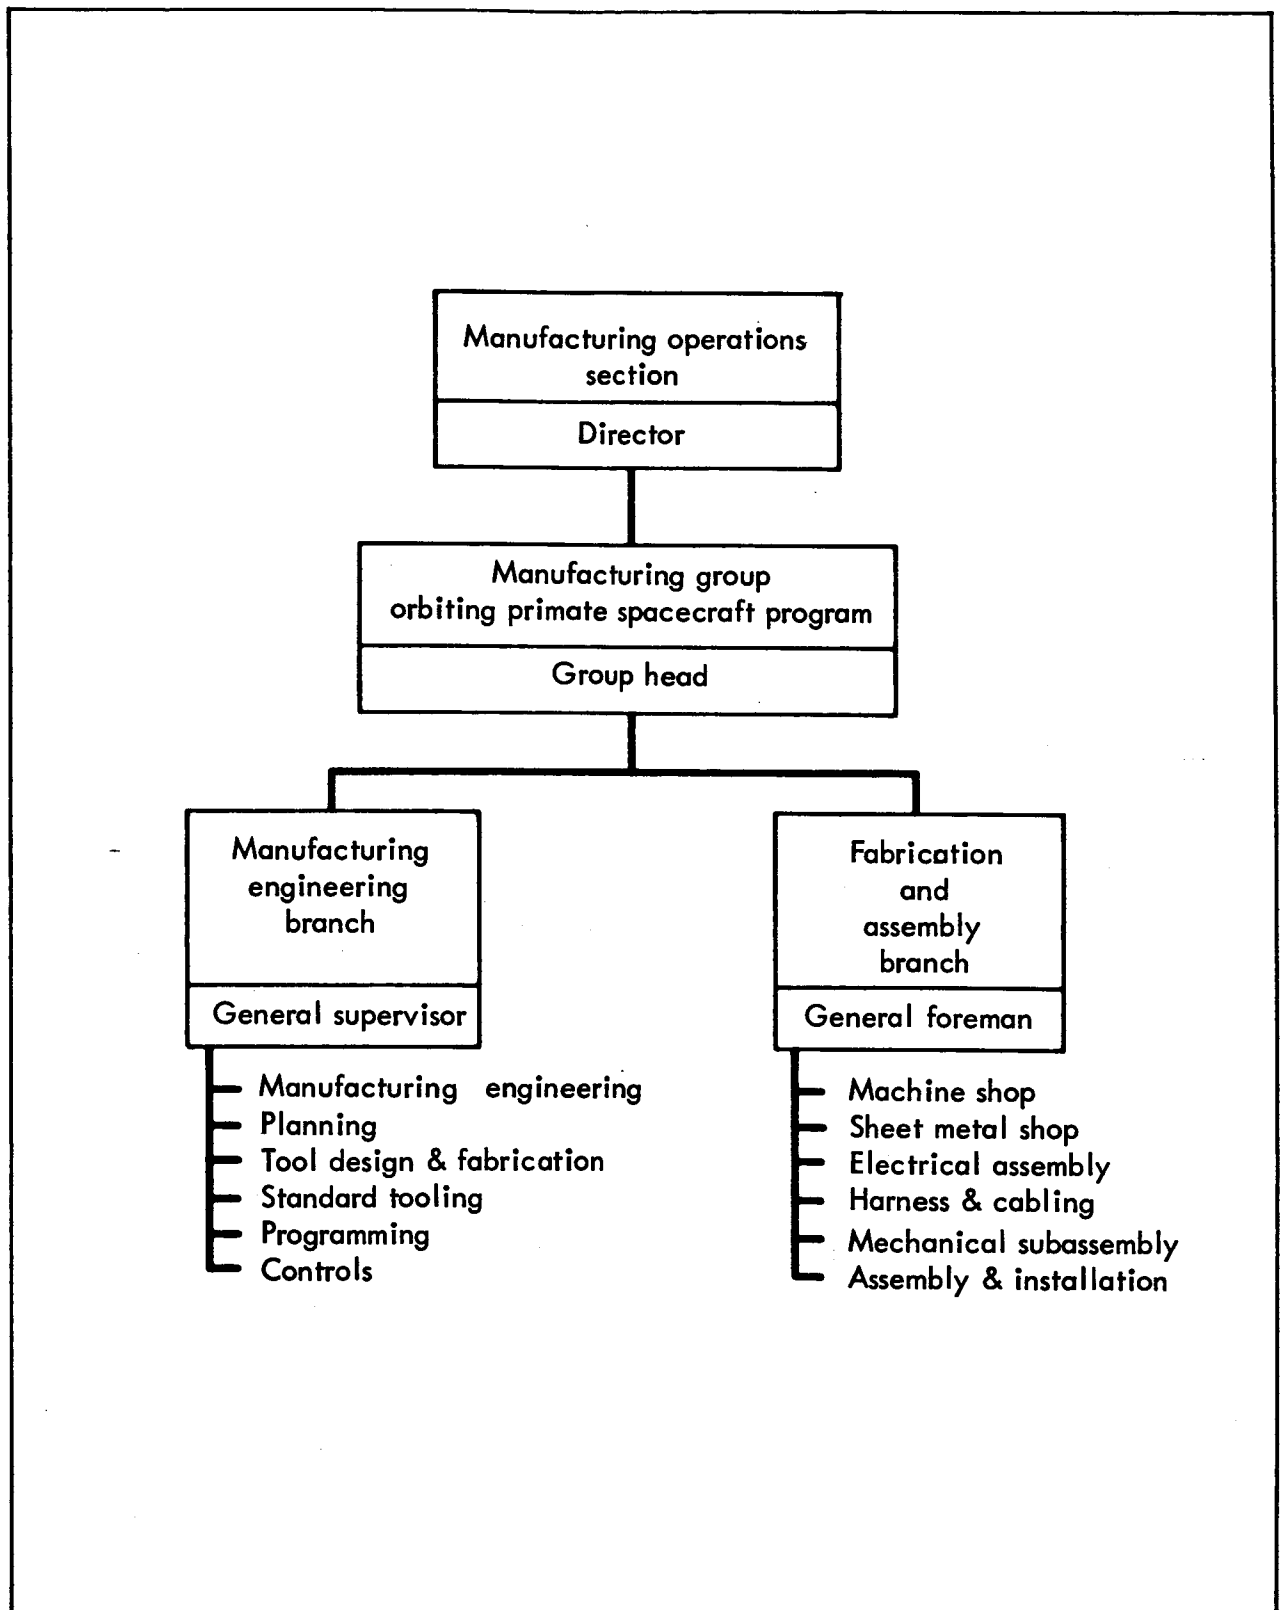 Manufacturing operations
section
Director
Manufacturing group
orbiting primate spacecraft program
Group head
Manufacturing
engineering
branch
General supervisor
Manufacturing engineering
Planning
Tool design & fabrication
Standard tooling
Programming
Controls
Fabrication
and
assembly
branch
General foreman
Machine shop
Sheet metal shop
Electrical assembly
Harness & cabling
Mechanical subassembly
Assembly & installation